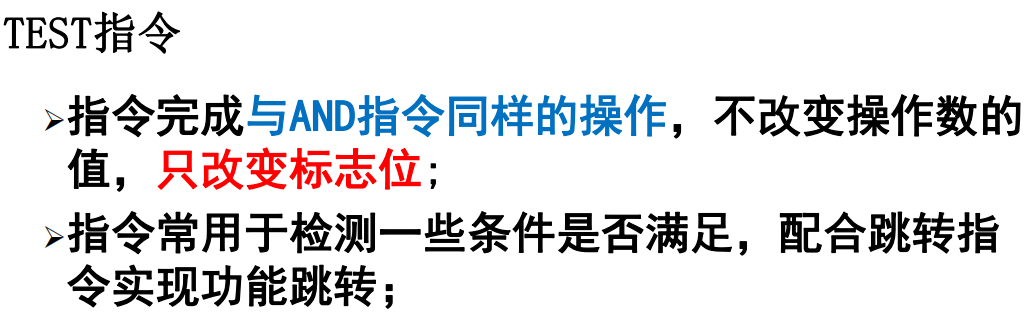 TEST指令
➢指令完成与AND指令同样的操作，不改变操作数的
值，只改变标志位;
➢指令常用于检测一些条件是否满足，配合跳转指
令实现功能跳转；